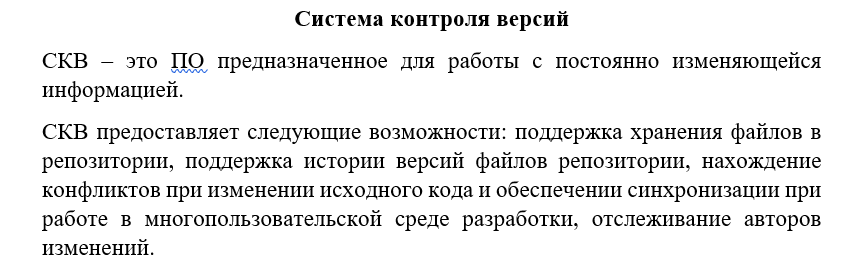 Система контроля версий
СКВ – это ПО предназначенное для работы с постоянно изменяющейся
информацией.
СКВ предоставляет следующие возможности: поддержка хранения файлов в
репозитории, поддержка истории версий файлов репозитории, нахождение
конфликтов при изменении исходного кода и обеспечении синхронизации при
работе в многопользовательской среде разработки, отслеживание авторов
изменений.